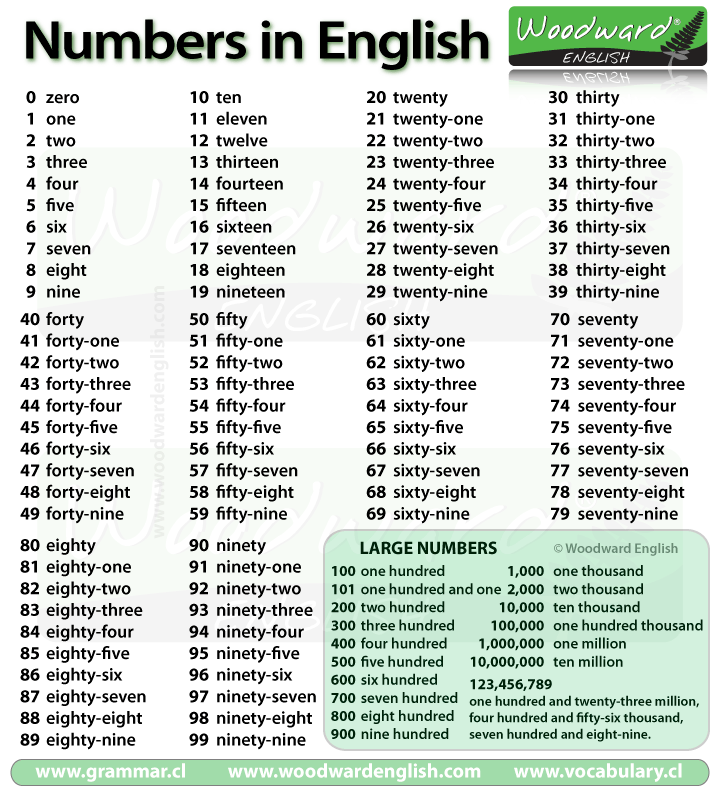 Numbers in English
Woodward®
ENGLISH
0 zero
1 one
2 two
3 three
4 four
5 five
6 six
7 seven
8 eight
9 nine
10 ten
11 eleven
12 twelve
13 thirteen
14 fourteen
15 fifteen
16 sixteen
17 seventeen
18 eighteen
19 nineteen
20 twenty
21 twenty-one
22 twenty-two
23 twenty-three
24 twenty-four
25 twenty-five
26 twenty-six
27 twenty-seven
28 twenty-eight
29 twenty-nine
30 thirty
31 thirty-one
32 thirty-two
33 thirty-three
34 thirty-four
35 thirty-five
36 thirty-six
37 thirty-seven
38 thirty-eight
39 thirty-nine
40 forty
41 forty-one
42 forty-two
43 forty-three
44 forty-four
45 forty-five
46 forty-six
47 forty-seven
48 forty-eight
49 forty-nine
50 fifty
51 fifty-one
52 fifty-two
53 fifty-three
54 fifty-four
55 fifty-five
56 fifty-six
57 fifty-seven
58 fifty-eight
59 fifty-nine
60 sixty
61 sixty-one
62 sixty-two
63 sixty-three
64 sixty-four
65 sixty-five
66 sixty-six
67 sixty-seven
68 sixty-eight
69 sixty-nine
70 seventy
71 seventy-one
72 seventy-two
73 seventy-three
74 seventy-four
75 seventy-five
76 seventy-six
77 seventy-seven
78 seventy-eight
79 seventy-nine
80 eighty
81 eighty-one
82 eighty-two
83 eighty-three
84 eighty-four
85 eighty-five
86 eighty-six
87 eighty-seven
88 eighty-eight
89 eighty-nine
90 ninety
91 ninety-one
92 ninety-two
93 ninety-three
94 ninety-four
95 ninety-five
96 ninety-six
97 ninety-seven
98 ninety-eight
99 ninety-nine
LARGE NUMBERS
© Woodward English
100 one hundred
101 one hundred and one
200 two hundred
300 three hundred
400 four hundred
500 five hundred
600 six hundred
700 seven hundred
800 eight hundred
900 nine hundred
1,000 one thousand
2,000 two thousand
10,000 ten thousand
100,000 one hundred thousand
1,000,000 one million
10,000,000 ten million
123,456,789
one hundred and twenty-three million,
four hundred and fifty-six thousand,
seven hundred and eight-nine.
www.grammar.cl www.woodwardenglish.com www.vocabulary.cl
www.woodwardenglish.com
Woodward
ENGLISH
Woodward
ENGLISH